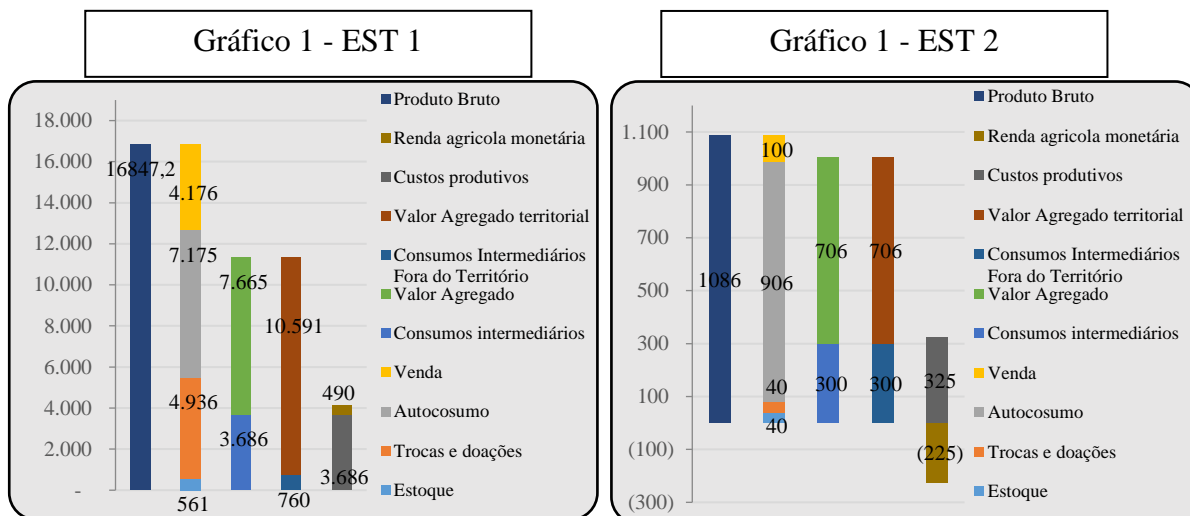 Gráfico 1 - EST 1
18.000
16.000
14.000
12.000
10.000
8.000
6.000
4.000
2.000
-
16847,2
4.176
7.175
4.936
561
7.665
3.686
10.591
760
490
3.686
Produto Bruto
Renda agricola monetária
Custos produtivos
Valor Agregado territorial
Consumos Intermediários
Fora do Território
Valor Agregado
Consumos intermediários
Venda
Autocosumo
Trocas e doações
Estoque
Gráfico 1 - EST 2
1.100
900
700
500
300
100
(100)
(300)
1086
100
906
40
40
706
300
706
300
325
(225)
Produto Bruto
Renda agricola monetária
Custos produtivos
Valor Agregado territorial
Consumos Intermediários
Fora do Território
Valor Agregado
Consumos intermediários
Venda
Autocosumo
Trocas e doações
Estoque